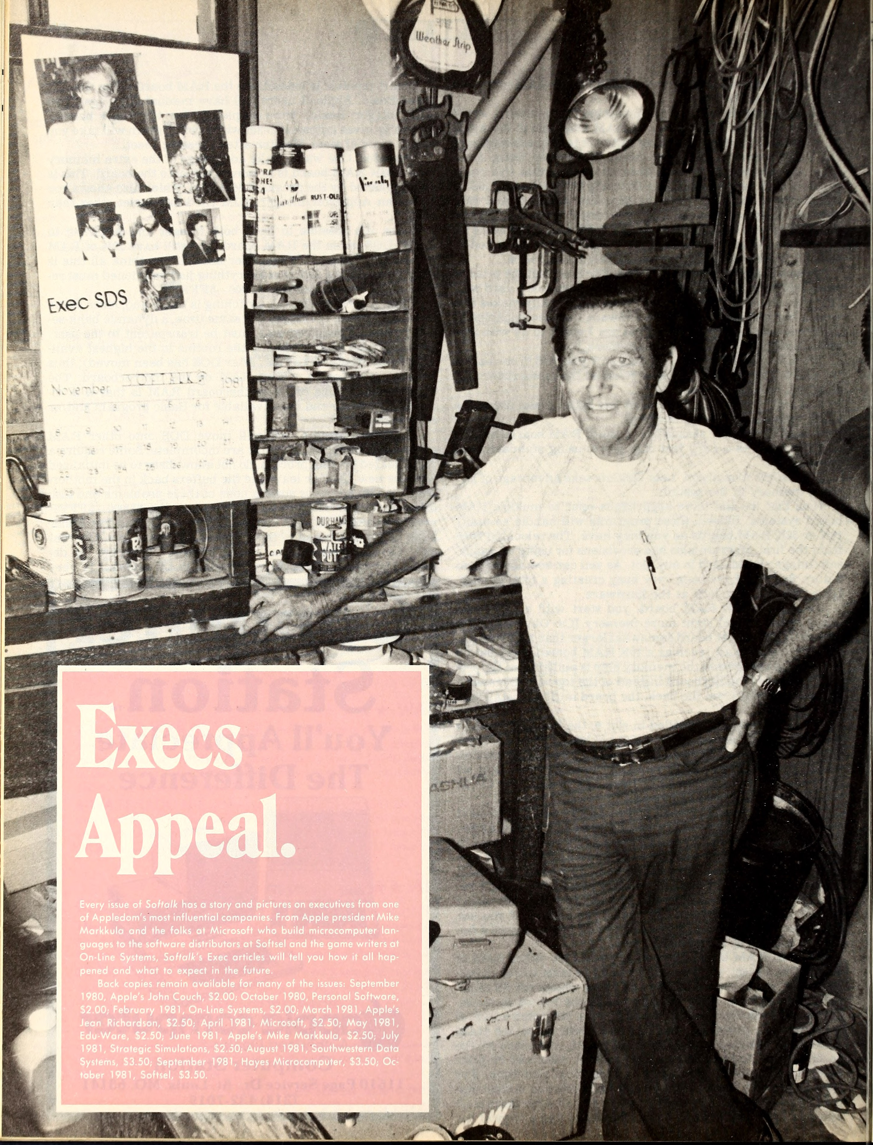 Weather Strip
RUST-OLEUM
Exec SDS
November SOFTALK 1981
DURHAM'S
WATER
PUTTY
ASHUA
Execs
Appeal.
Every issue of Softalk has a story and pictures on executives from one
of Appledom's most influential companies. From Apple president Mike
Markkula and the folks at Microsoft who build microcomputer lan-
guages to the software distributors at Softsel and the game writers at
On-Line Systems, Softalk's Exec articles will tell you how it all hap-
pened and what to expect in the future.
Back copies remain available for many of the issues: September
1980, Apple's John Couch, $2.00; October 1980, Personal Software,
$2.00; February 1981, On-Line Systems, $2.00; March 1981; Apple's
Jean Richardson, $2.50; April 1981, Microsoft, $2.50; May 1981,
Edu-Ware, $2.50; June 1981, Apple's Mike Markkula, $2.50; July
1981, Strategic Simulations, $2.50; August 1981, Southwestern Data
Systems, $3.50; September 1981, Hayes Microcomputer, $3.50; Oc-
tober 1981, Softsel, $3.50.